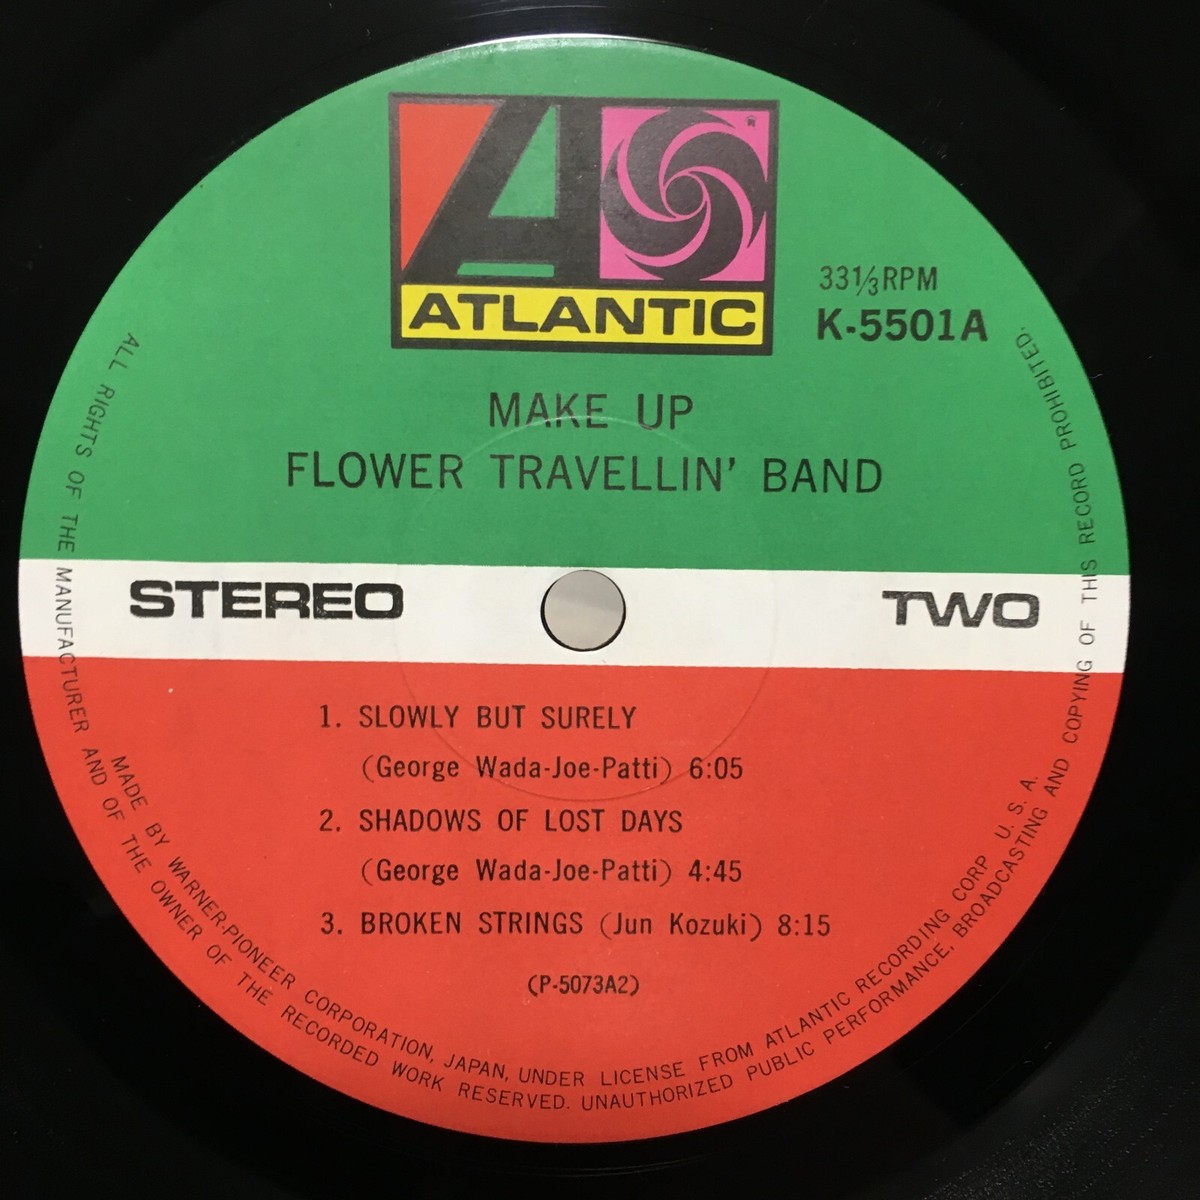 ATLANTIC
®
33⅓RPM
K-5501A
MAKE UP
FLOWER TRAVELLIN' BAND
STEREO
TWO
1. SLOWLY BUT SURELY
(George Wada-Joe-Patti) 6:05
2. SHADOWS OF LOST DAYS
(George Wada-Joe-Patti) 4:45
3. BROKEN STRINGS (Jun Kozuki) 8:15
(P-5073A2)
MADE BY WARNER-PIONEER CORPORATION, JAPAN, UNDER LICENSE FROM ATLANTIC RECORDING CORP U. S. A.
ALL RIGHTS OF THE MANUFACTURER AND OF THE OWNER OF THE RECORDED WORK RESERVED. UNAUTHORIZED PUBLIC PERFORMANCE, BROADCASTING AND COPYING OF THIS RECORD PROHIBITED.